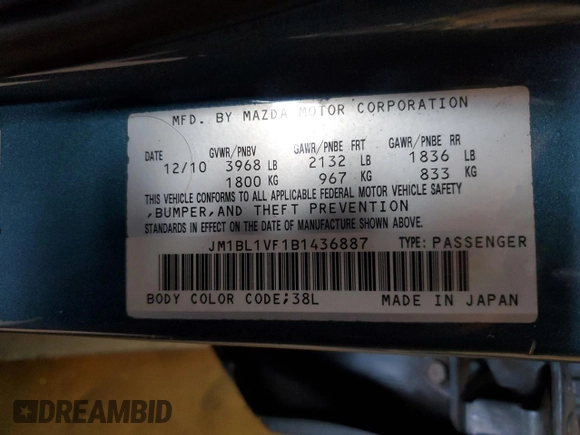 MFD. BY MAZDA MOTOR CORPORATION
DATE GVWR/PNBV GAWR/PNBE FRT GAWR/PNBE RR
12/10 3968 LB 2132 LB 1836 LB
1800 KG 967 KG 833 KG
THIS VEHICLE CONFORMS TO ALL APPLICABLE FEDERAL MOTOR VEHICLE SAFETY
,BUMPER,AND THEFT PREVENTION
STANDARDS IN EFFECT ON THE DATE OF MANUFACTURE SHOWN ABOVE.
JM1BL1VF1B1436887 TYPE: PASSENGER
BODY COLOR CODE;38L MADE IN JAPAN
DREAMBID